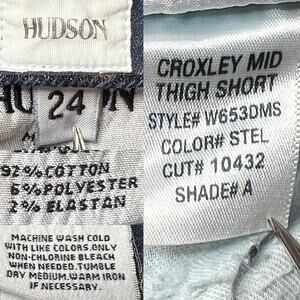 HUDSON
24
92%COTTON
6%POLYESTER
2% ELASTAN
MACHINE WASH COLD
WITH LIKE COLORS.ONLY
NON-CHLORINE BLEACH
WHEN NEEDED.TUMBLE
DRY MEDIUM.WARM IRON
IF NECESSARY.
CROXLEY MID
THIGH SHORT
STYLE# W653DMS
COLOR# STEL
CUT# 10432
SHADE# A